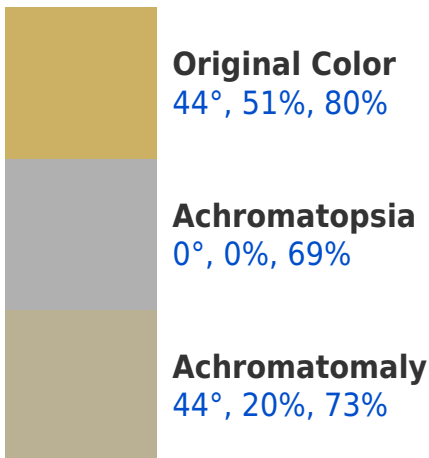 Original Color
44°, 51%, 80%
Achromatopsia
0°, 0%, 69%
Achromatomaly
44°, 20%, 73%